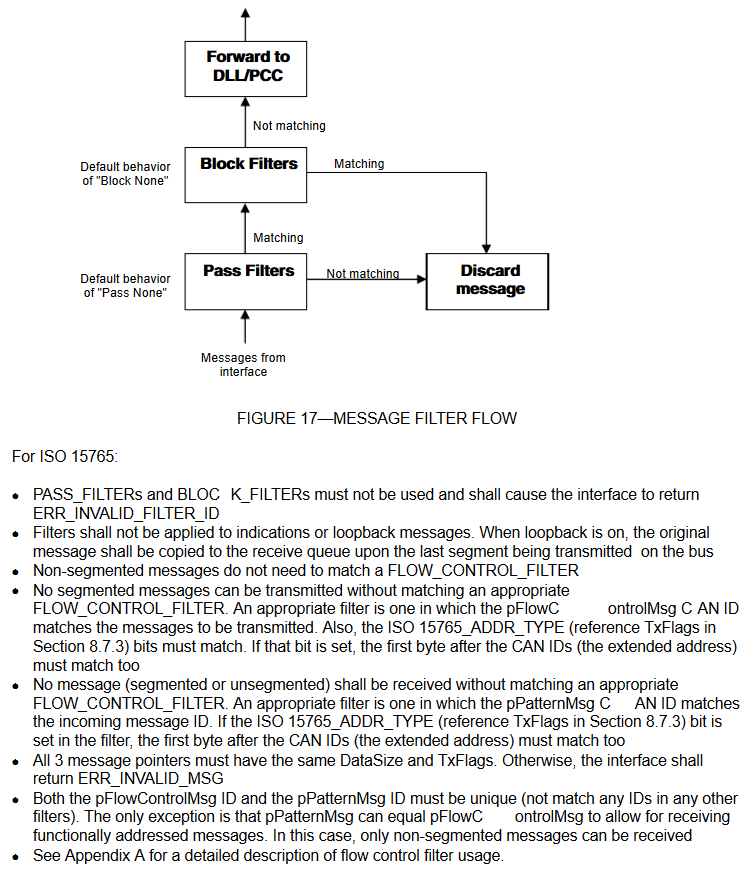 Forward to
DLL/PCC
Not matching
Default behavior
of "Block None"
Block Filters
Matching
Matching
Default behavior
of "Pass None"
Pass Filters
Not matching
Discard
message
Messages from
interface
FIGURE 17—MESSAGE FILTER FLOW
For ISO 15765:
• PASS_FILTERs and BLOC K_FILTERs must not be used and shall cause the interface to return
ERR_INVALID_FILTER_ID
• Filters shall not be applied to indications or loopback messages. When loopback is on, the original
message shall be copied to the receive queue upon the last segment being transmitted on the bus
• Non-segmented messages do not need to match a FLOW_CONTROL_FILTER
• No segmented messages can be transmitted without matching an appropriate
FLOW_CONTROL_FILTER. An appropriate filter is one in which the pFlowC ontrolMsg C AN ID
matches the messages to be transmitted. Also, the ISO 15765_ADDR_TYPE (reference TxFlags in
Section 8.7.3) bits must match. If that bit is set, the first byte after the CAN IDs (the extended address)
must match too
• No message (segmented or unsegmented) shall be received without matching an appropriate
FLOW_CONTROL_FILTER. An appropriate filter is one in which the pPatternMsg C AN ID matches
the incoming message ID. If the ISO 15765_ADDR_TYPE (reference TxFlags in Section 8.7.3) bit is
set in the filter, the first byte after the CAN IDs (the extended address) must match too
• All 3 message pointers must have the same DataSize and TxFlags. Otherwise, the interface shall
return ERR_INVALID_MSG
• Both the pFlowControlMsg ID and the pPatternMsg ID must be unique (not match any IDs in any other
filters). The only exception is that pPatternMsg can equal pFlowC ontrolMsg to allow for receiving
functionally addressed messages. In this case, only non-segmented messages can be received
• See Appendix A for a detailed description of flow control filter usage.